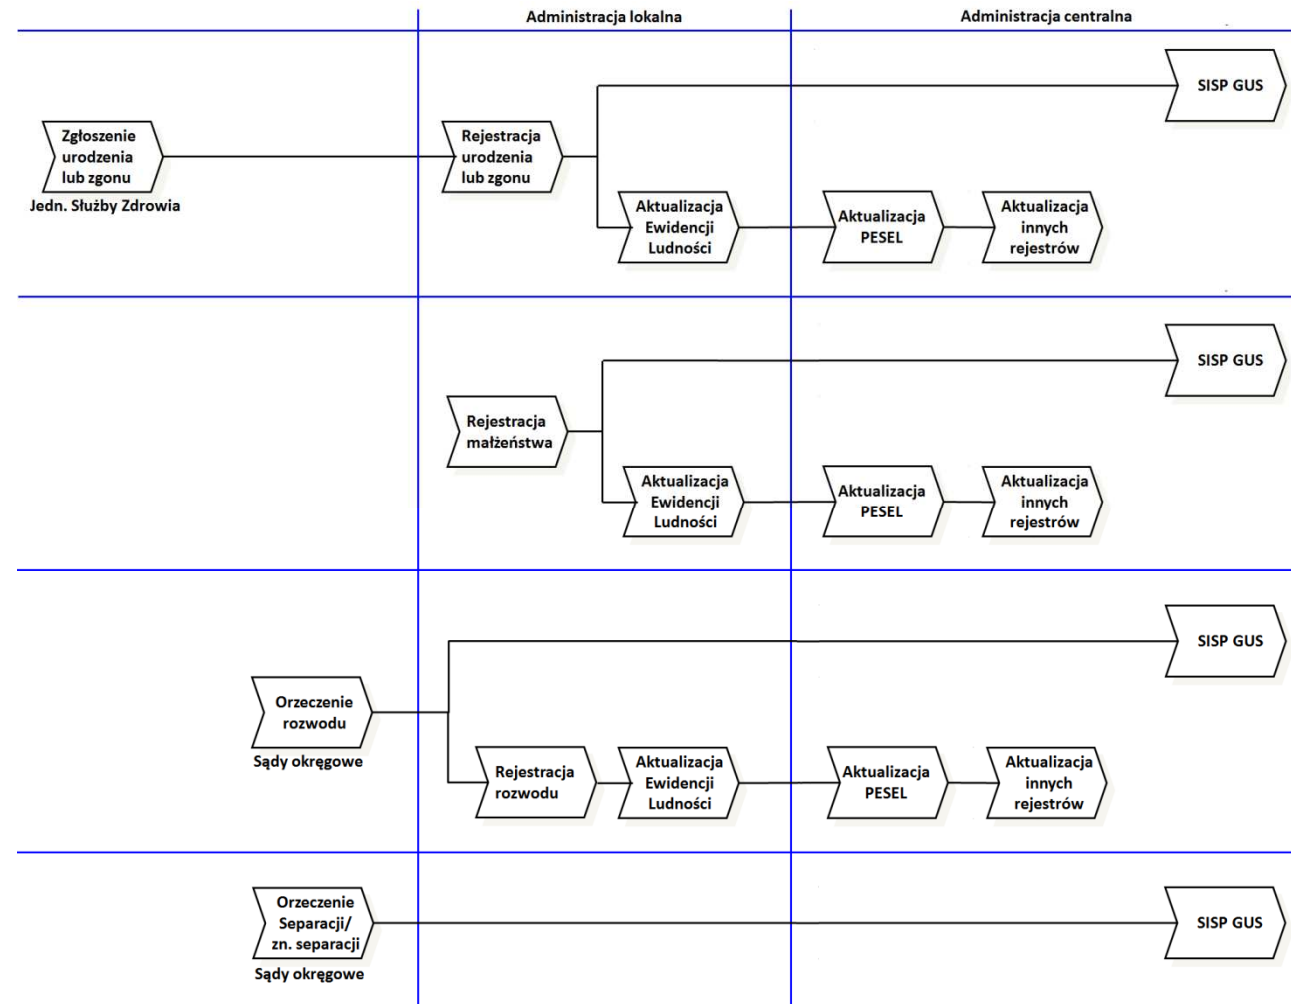 Administracja lokalna
Administracja centralna
SISP GUS
Zgłoszenie
urodzenia
lub zgonu
Jedn. Służby Zdrowia
Rejestracja
urodzenia
lub zgonu
Aktualizacja
Ewidencji
Ludności
Aktualizacja
PESEL
Aktualizacja
innych
rejestrów
SISP GUS
Rejestracja
małżeństwa
Aktualizacja
Ewidencji
Ludności
Aktualizacja
PESEL
Aktualizacja
innych
rejestrów
SISP GUS
Orzeczenie
rozwodu
Sądy okręgowe
Rejestracja
rozwodu
Aktualizacja
Ewidencji
Ludności
Aktualizacja
PESEL
Aktualizacja
innych
rejestrów
Orzeczenie
Separacji/
zn. separacji
Sądy okręgowe
SISP GUS